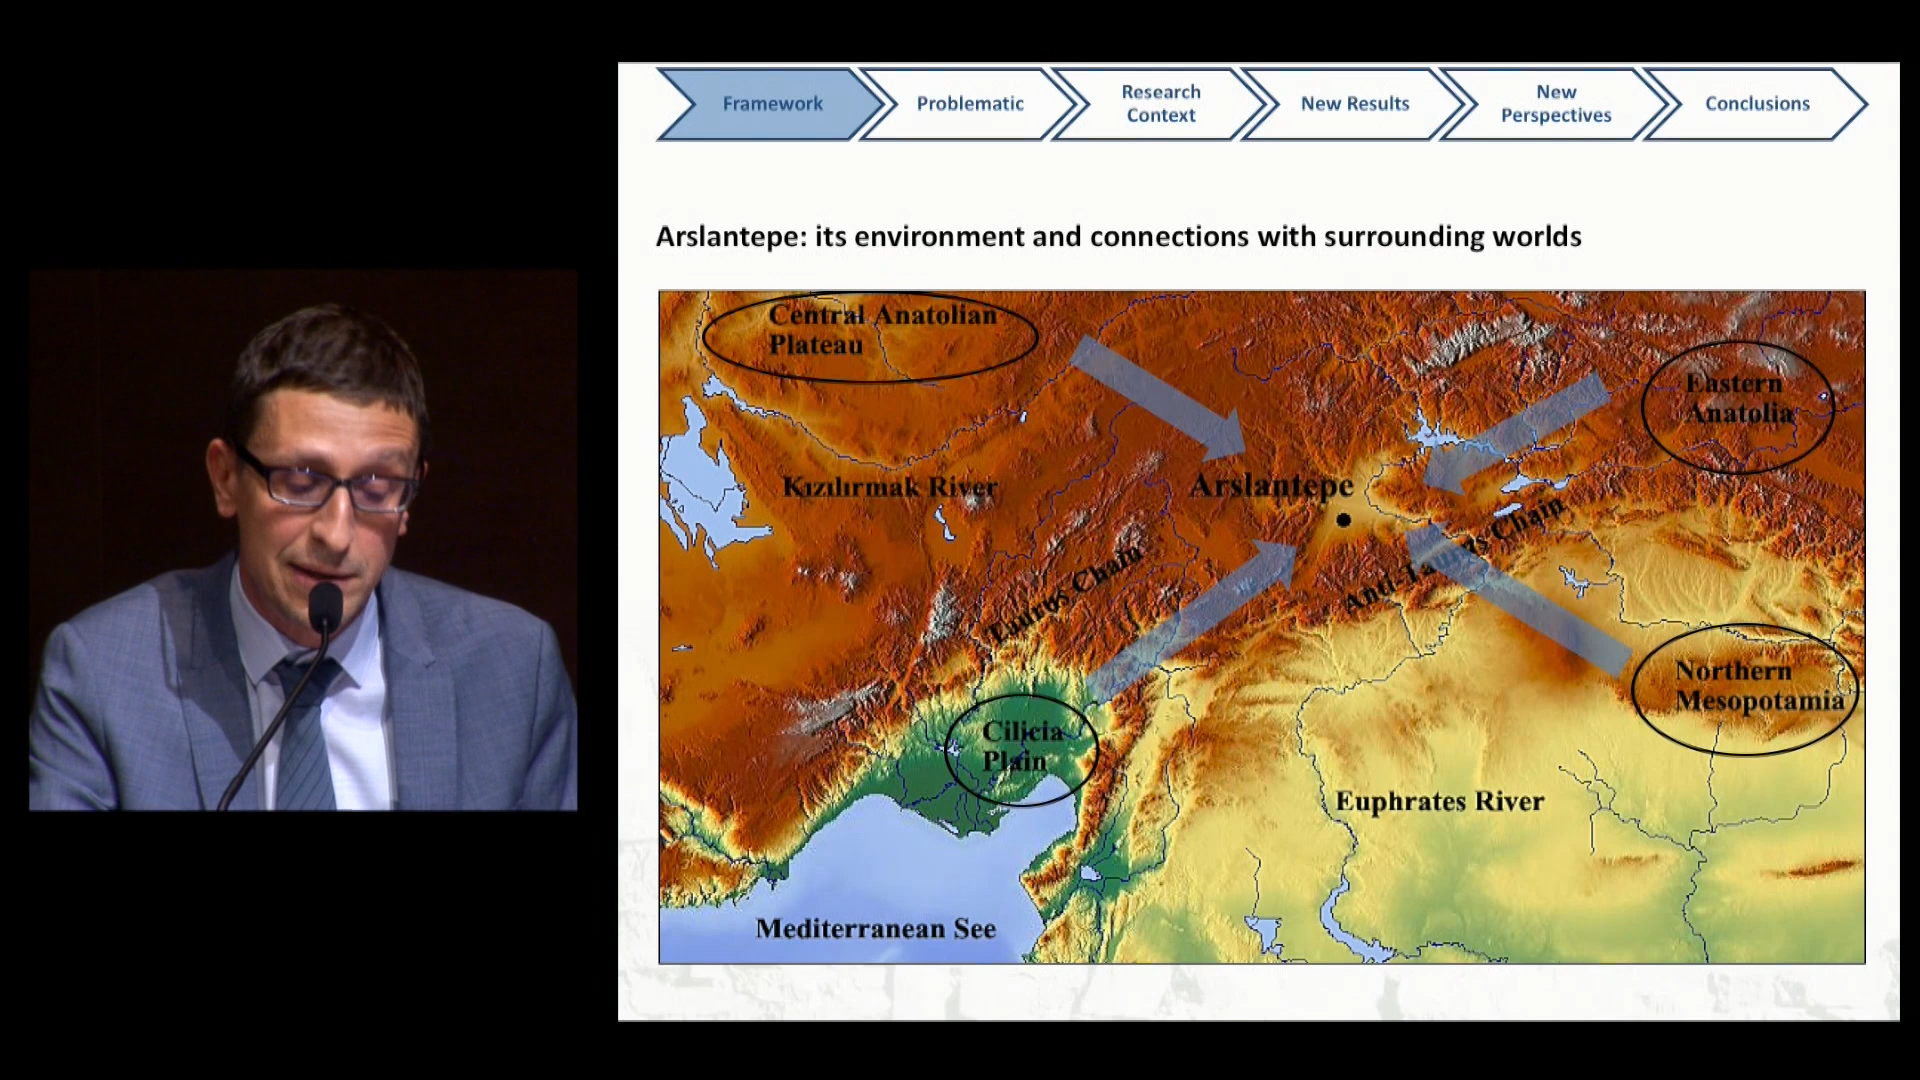 Framework
Problematic
Research
Context
New Results
New
Perspectives
Conclusions
Arslantepe: its environment and connections with surrounding worlds
Central Anatolian
Plateau
Eastern
Anatolia
Kızılırmak River
Arslantepe
Taurus Chain
Anti-Taurus Chain
Northern
Mesopotamia
Cilicia
Plain
Euphrates River
Mediterranean See